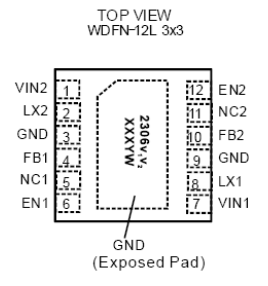 TOP VIEW
WDFN-12L 3x3
VIN2 1
LX2 2
GND 3
FB1 4
NC1 5
EN1 6
12 EN2
11 NC2
10 FB2
9 GND
8 LX1
7 VIN1
2306V₁V₂
XXXYW
GND
(Exposed Pad)